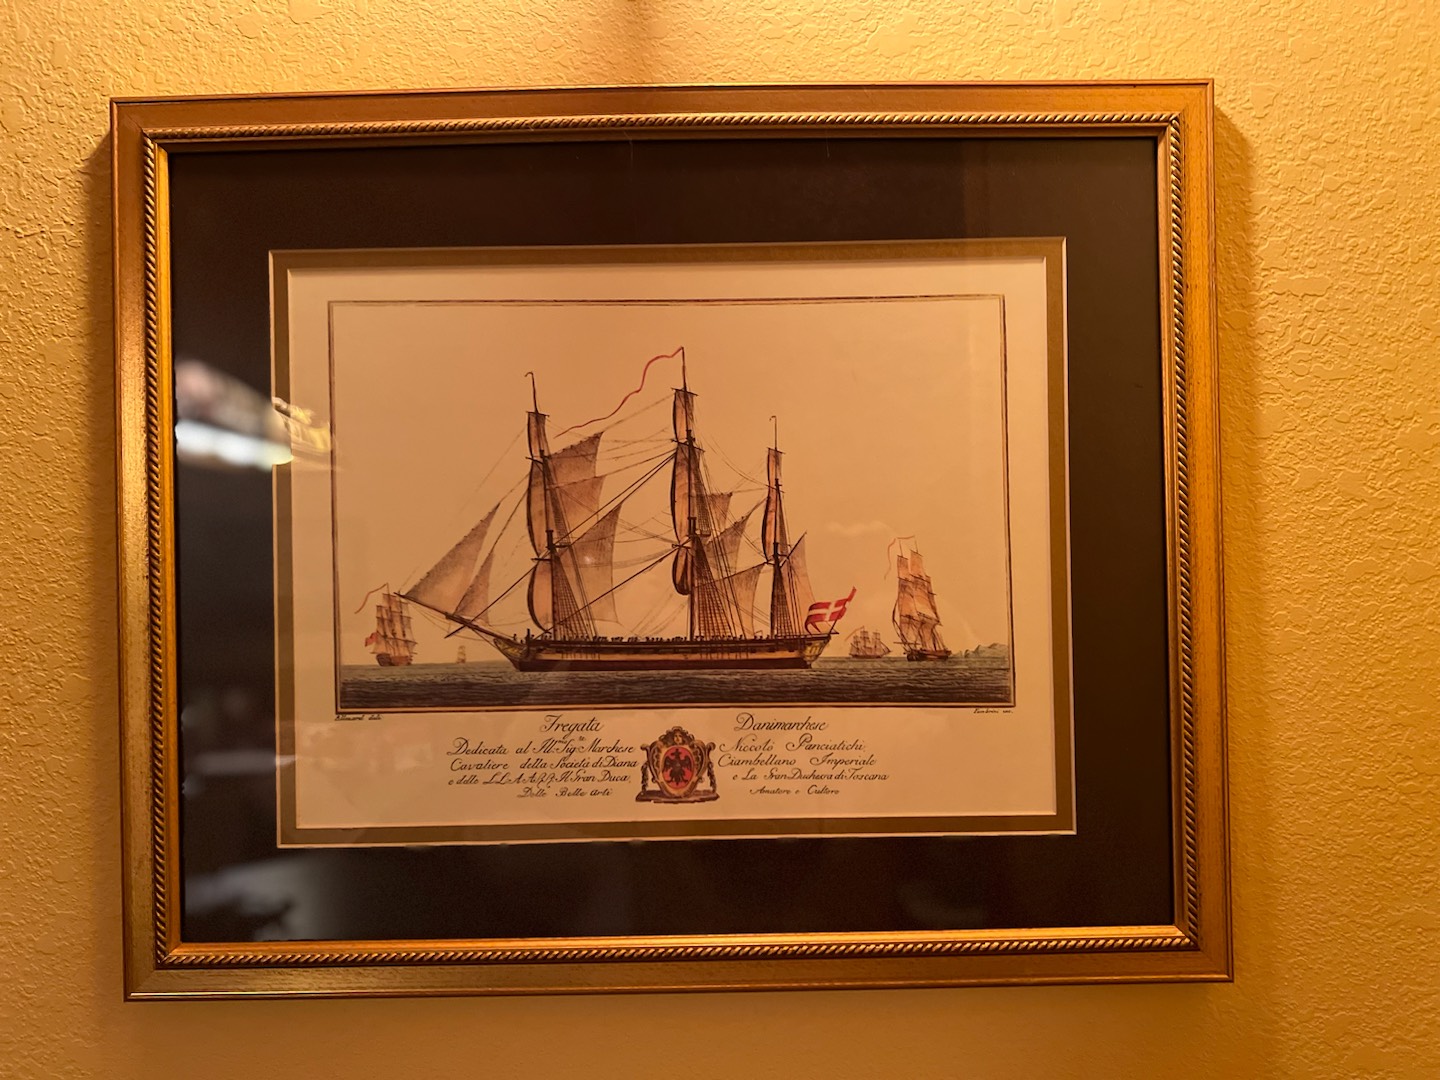 Fregata Danimarchese
Dedicata al Ill.mo Sig.re Marchese Niccolò Panciatichi
Cavaliere della Società di Diana Ciambellano Imperiale
e delle LL.AA.RR. Il Gran Duca, e La Gran Duchessa di Toscana
Delle Belle Arti Amatore e Cultore